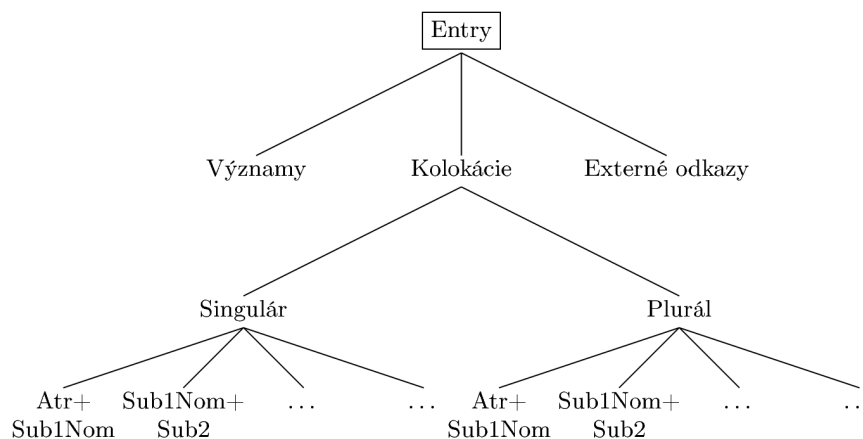 Entry
Významy Kolokácie Externé odkazy
Singulár Plurál
Atr+ Sub1Nom+ ... ... Atr+ Sub1Nom+ ... ...
Sub1Nom Sub2 Sub1Nom Sub2